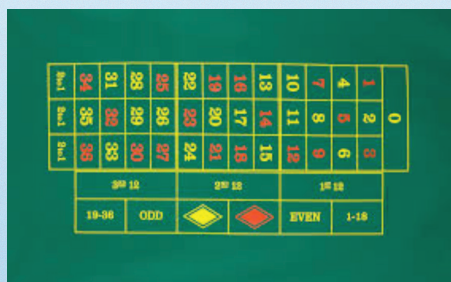 2to1 34 31 28 25 22 19 16 13 10 7 4 1
2to1 35 32 29 26 23 20 17 14 11 8 5 2 0
2to1 36 33 30 27 24 21 18 15 12 9 6 3
3RD 12 2ND 12 1ST 12
19-36 ODD EVEN 1-18